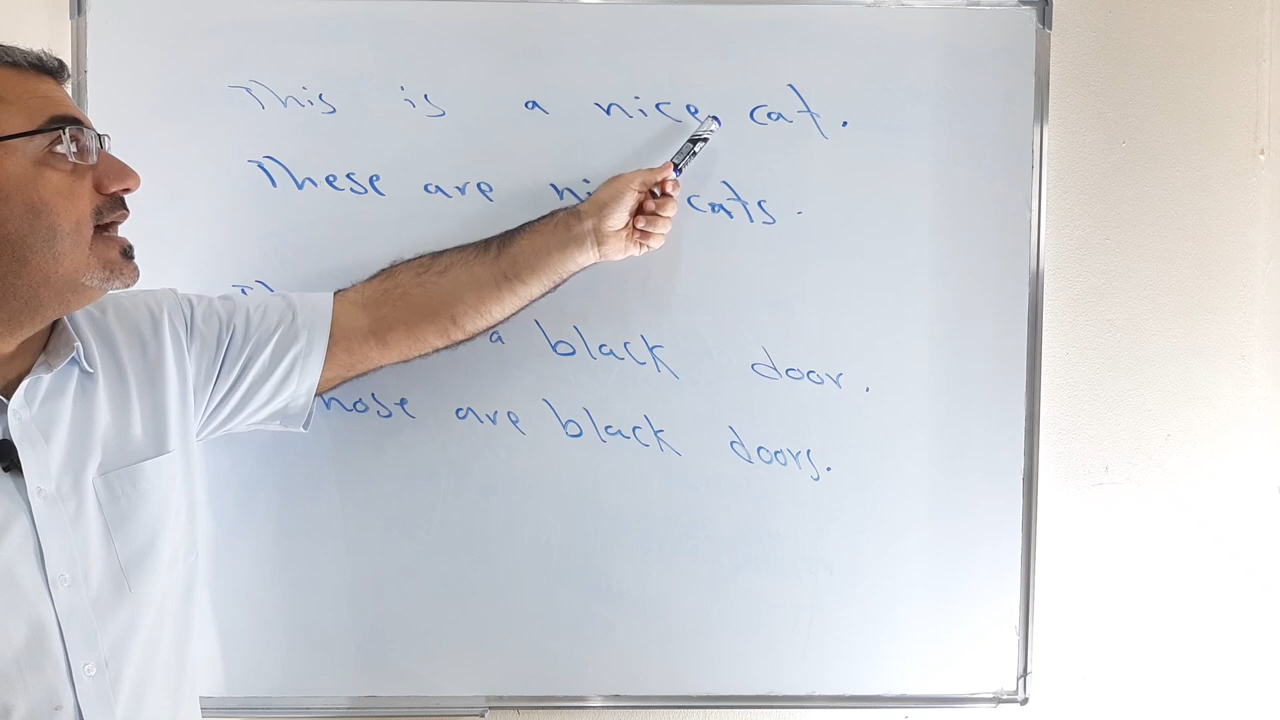 This is a nice cat.
These are cats.
a black door.
are black doors.